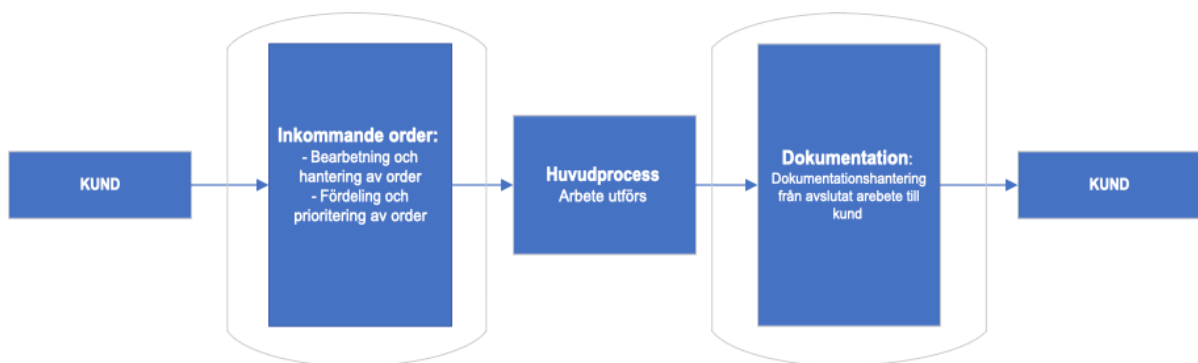 KUND
Inkommande order:
- Bearbetning och
hantering av order
- Fördeling och
prioritering av order
Huvudprocess
Arbete utförs
Dokumentation:
Dokumentationshantering
från avslutat arebete till
kund
KUND